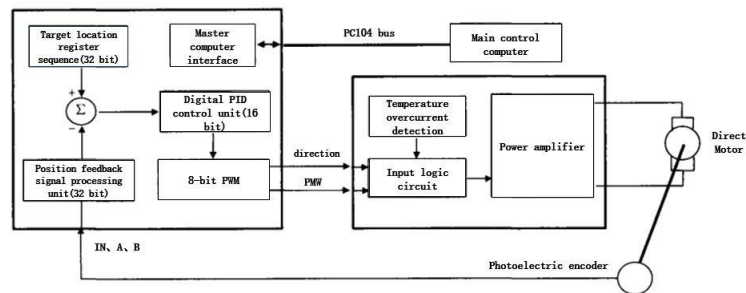 Target location
register
sequence(32 bit)
Master
computer
interface
PC104 bus
Main control
computer
+
Σ
−
Digital PID
control unit(16
bit)
Temperature
overcurrent
detection
Power amplifier
Direct
Motor
Position feedback
signal processing
unit(32 bit)
8-bit PWM
direction
PMW
Input logic
circuit
IN、A、B
Photoelectric encoder